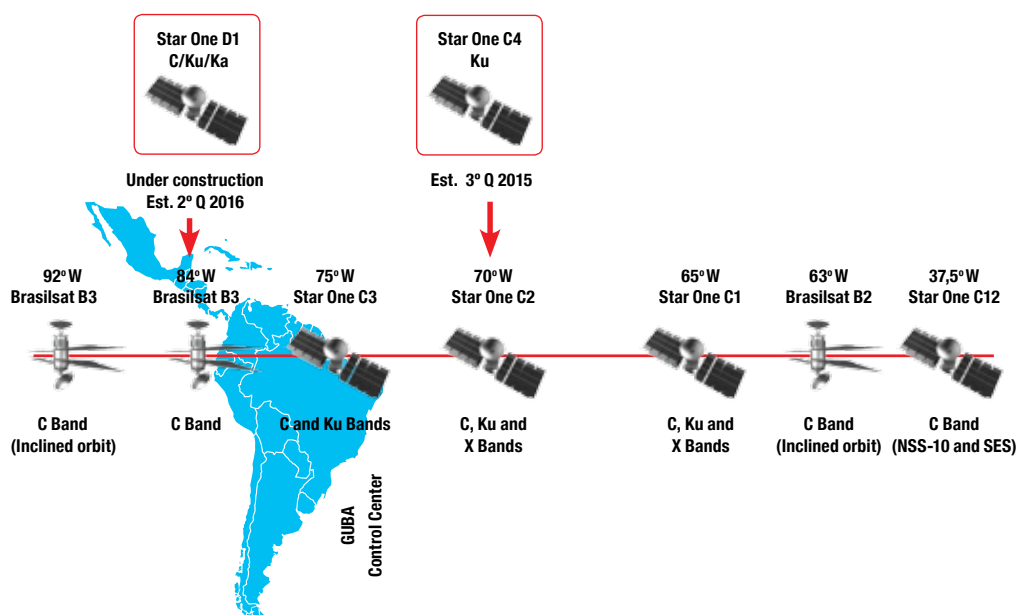 Star One D1
C/Ku/Ka
Star One C4
Ku
Under construction
Est. 2º Q 2016
Est. 3º Q 2015
92º W
Brasilsat B3
84º W
Brasilsat B3
75º W
Star One C3
70º W
Star One C2
65º W
Star One C1
63º W
Brasilsat B2
37,5º W
Star One C12
C Band
(Inclined orbit)
C Band
C and Ku Bands
C, Ku and
X Bands
C, Ku and
X Bands
C Band
(Inclined orbit)
C Band
(NSS-10 and SES)
GUBA
Control Center